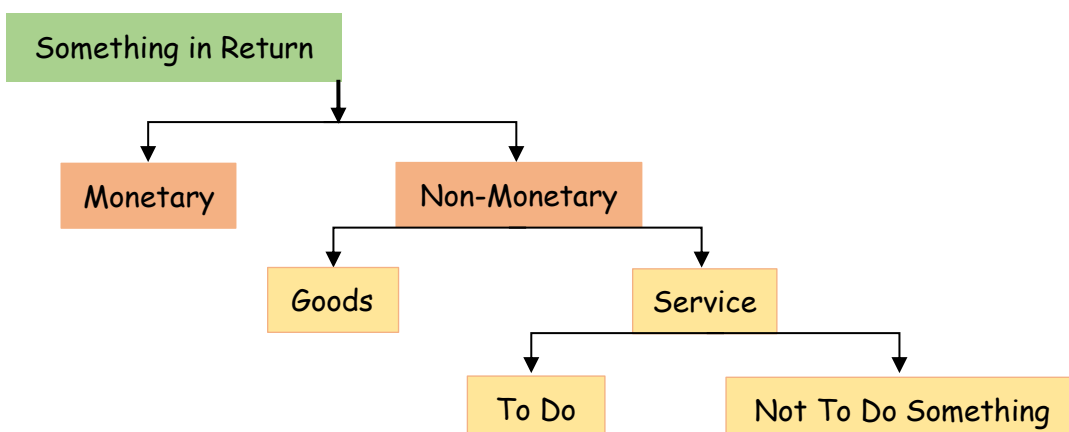 Something in Return
Monetary
Non-Monetary
Goods
Service
To Do
Not To Do Something